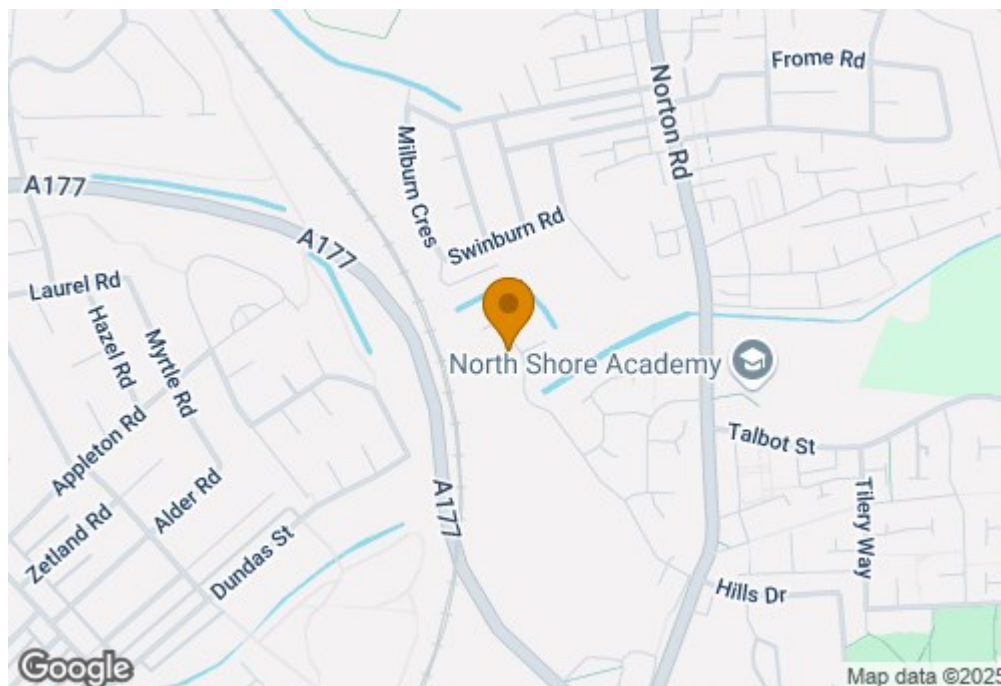 Frome Rd
Norton Rd
Milburn Cres
A177
Swinburn Rd
A177
Laurel Rd
Hazel Rd
Myrtle Rd
North Shore Academy
Appleton Rd
Talbot St
Alder Rd
A177
Zetland Rd
Tilery Way
Dundas St
Hills Dr
Google
Map data ©2025